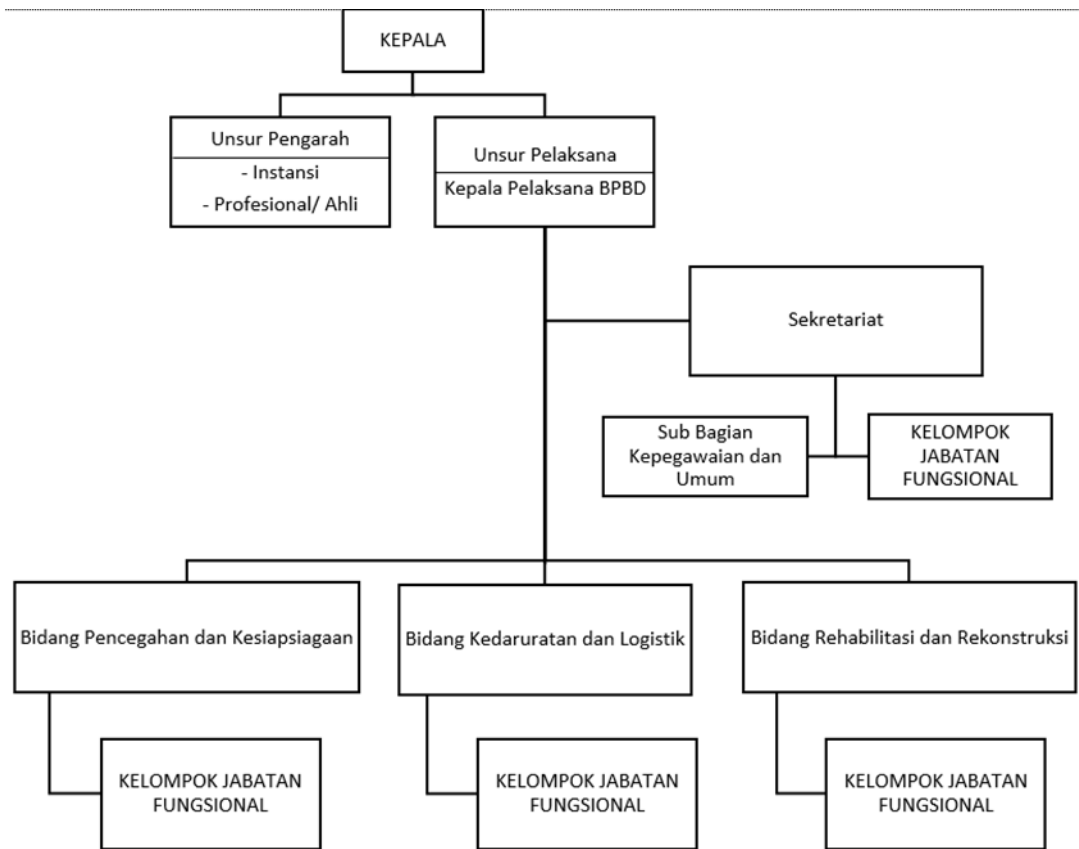 KEPALA
Unsur Pengarah
- Instansi
- Profesional/ Ahli
Unsur Pelaksana
Kepala Pelaksana BPBD
Sekretariat
Sub Bagian
Kepegawaian dan
Umum
KELOMPOK
JABATAN
FUNGSIONAL
Bidang Pencegahan dan Kesiapsiagaan
Bidang Kedaruratan dan Logistik
Bidang Rehabilitasi dan Rekonstruksi
KELOMPOK JABATAN
FUNGSIONAL
KELOMPOK JABATAN
FUNGSIONAL
KELOMPOK JABATAN
FUNGSIONAL